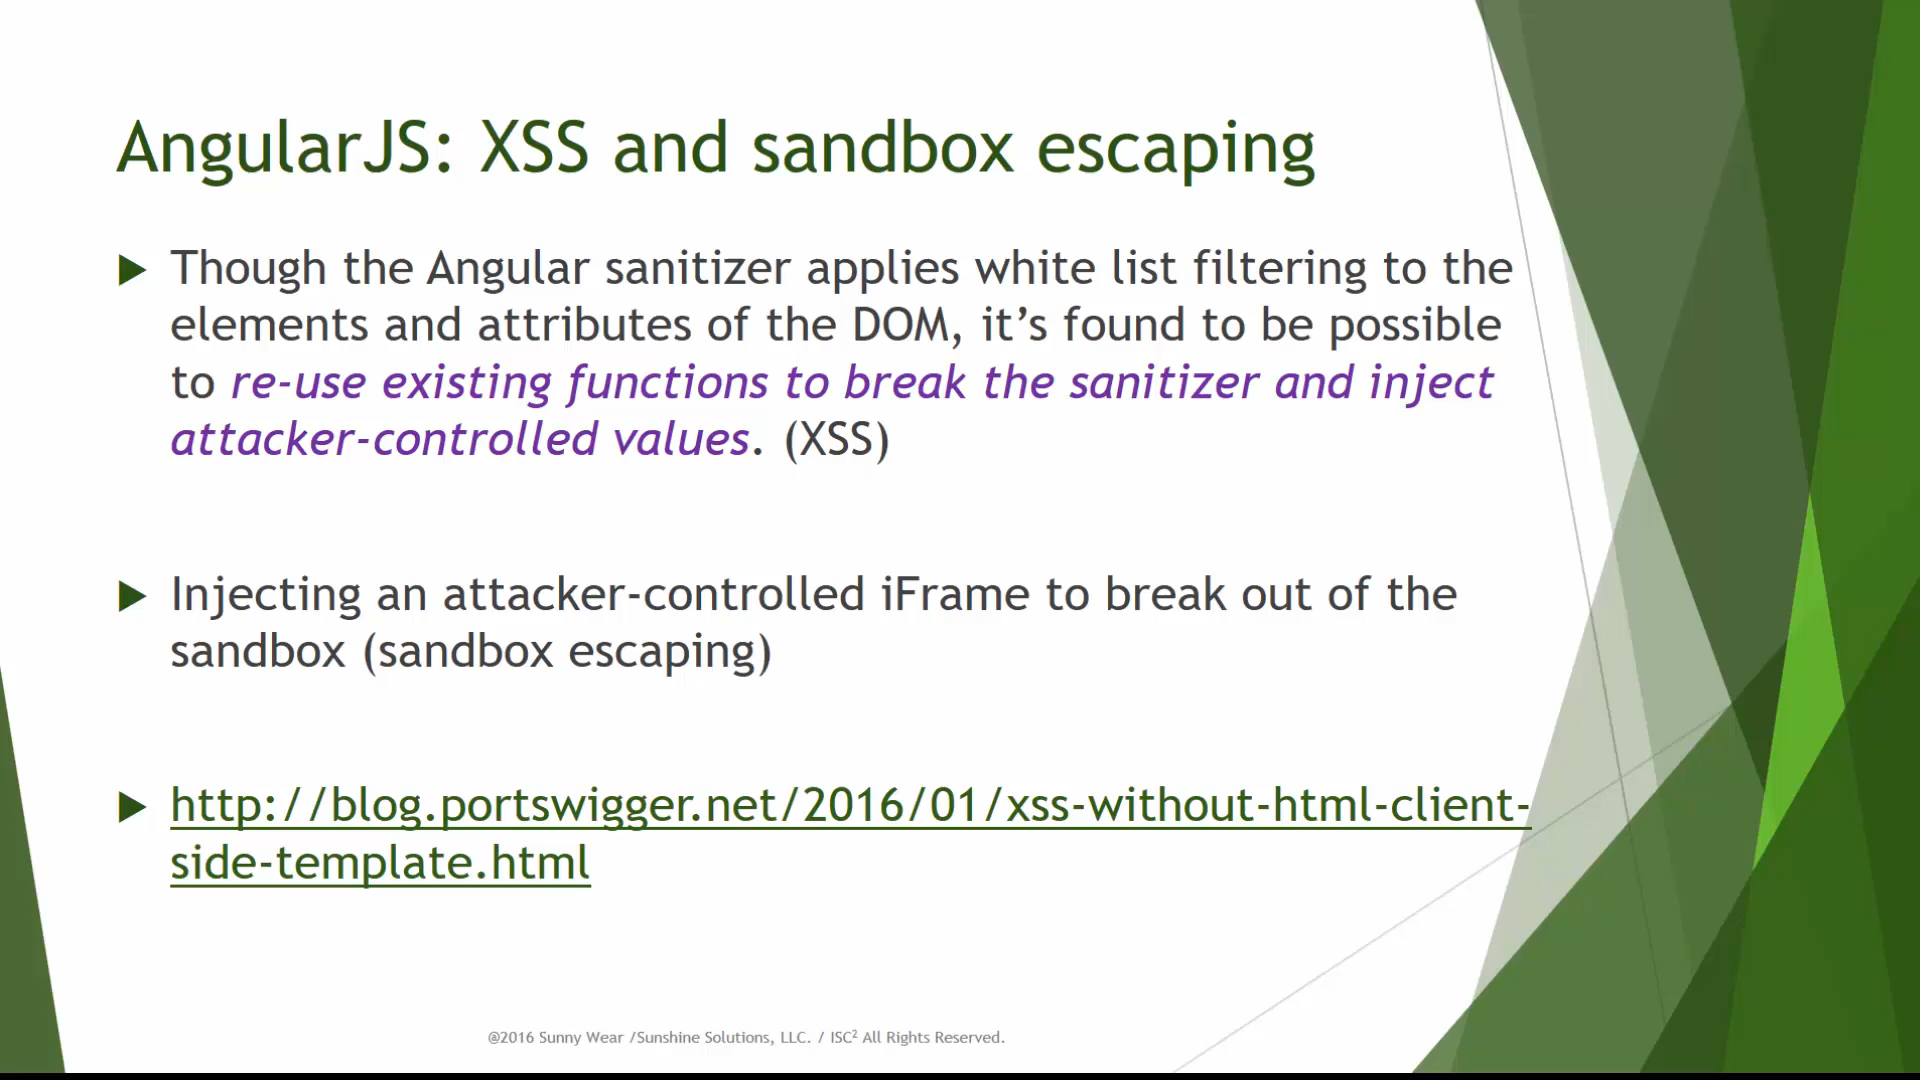 AngularJS: XSS and sandbox escaping
Though the Angular sanitizer applies white list filtering to the
elements and attributes of the DOM, it’s found to be possible
to re-use existing functions to break the sanitizer and inject
attacker-controlled values. (XSS)
Injecting an attacker-controlled iFrame to break out of the
sandbox (sandbox escaping)
http://blog.portswigger.net/2016/01/xss-without-html-client-
side-template.html
@2016 Sunny Wear /Sunshine Solutions, LLC. / ISC² All Rights Reserved.